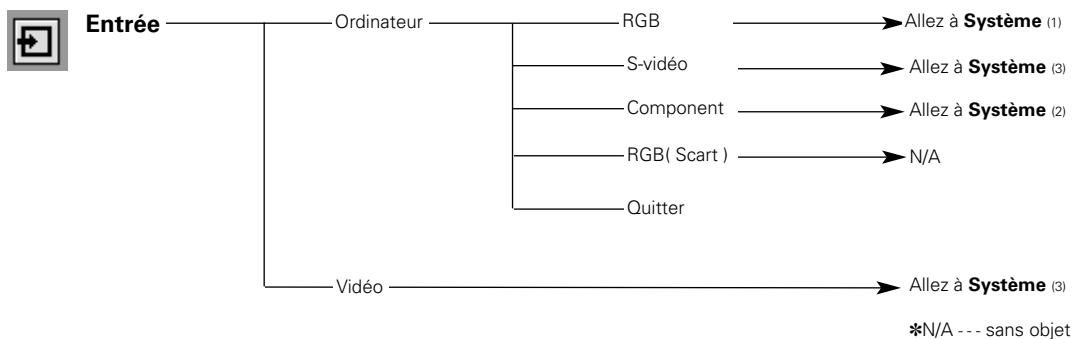 Entrée Ordinateur RGB Allez à Système (1)
S-vidéo Allez à Système (3)
Component Allez à Système (2)
RGB( Scart ) N/A
Quitter
Vidéo Allez à Système (3)
✽N/A - - - sans objet